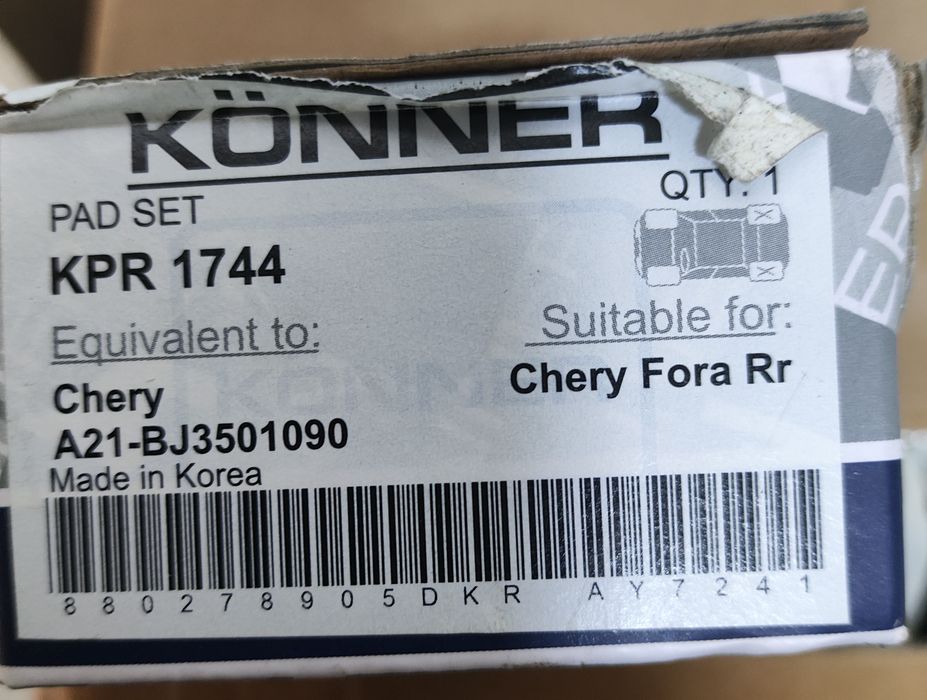 KÖNNER
PAD SET
QTY: 1
KPR 1744
Equivalent to:
Suitable for:
Chery
Chery Fora Rr
A21-BJ3501090
Made in Korea
880278905DKR AY7241